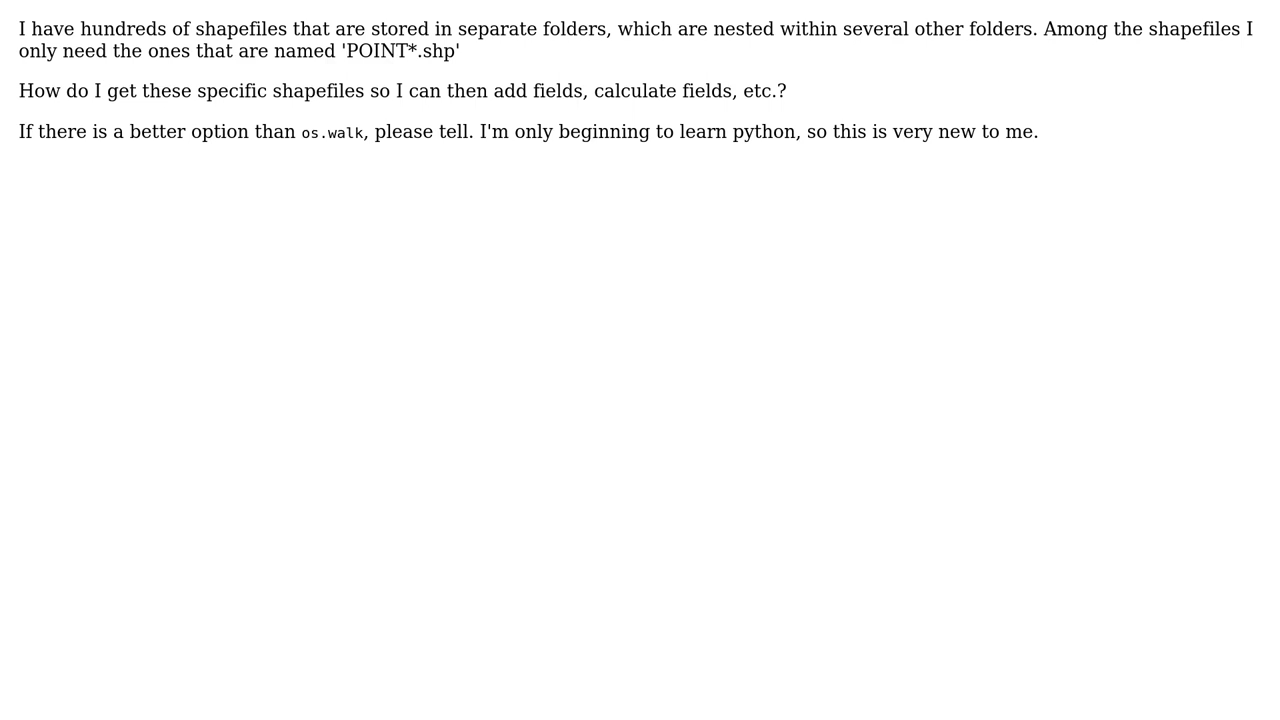 I have hundreds of shapefiles that are stored in separate folders, which are nested within several other folders. Among the shapefiles I
only need the ones that are named 'POINT*.shp'
How do I get these specific shapefiles so I can then add fields, calculate fields, etc.?
If there is a better option than os.walk, please tell. I'm only beginning to learn python, so this is very new to me.